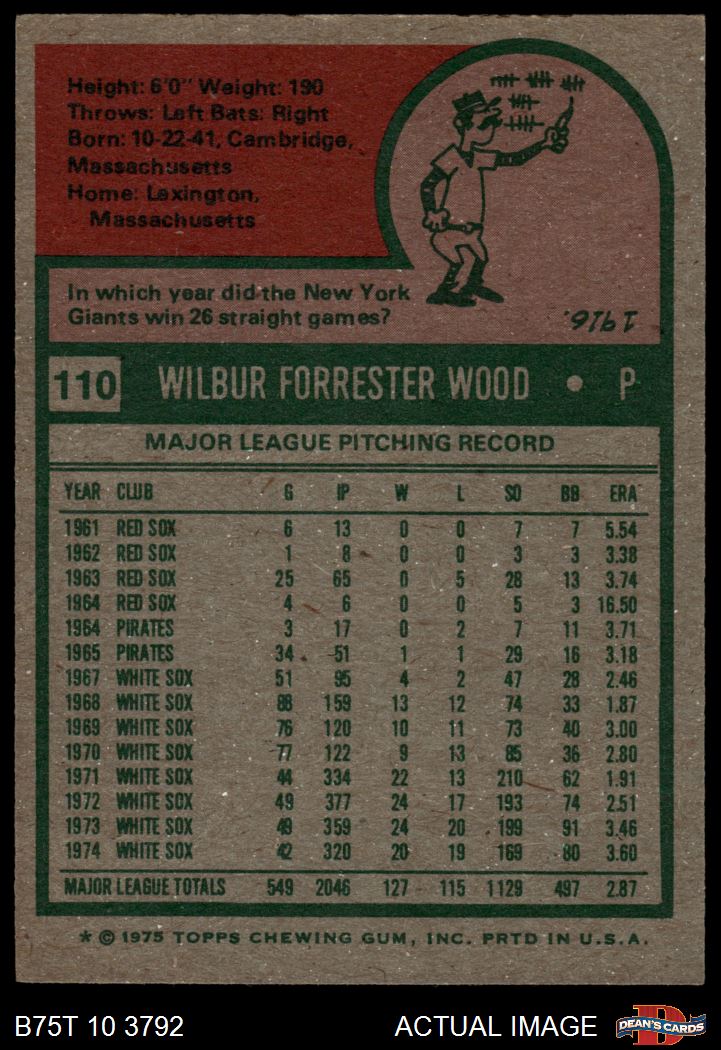 Height: 6'0" Weight: 190
Throws: Left Bats: Right
Born: 10-22-41, Cambridge,
Massachusetts
Home: Lexington,
Massachusetts
In which year did the New York
Giants win 26 straight games?
1916.
110 WILBUR FORRESTER WOOD • P
MAJOR LEAGUE PITCHING RECORD
YEAR CLUB G IP W L SO BB ERA
1961 RED SOX 6 13 0 0 7 7 5.54
1962 RED SOX 1 8 0 0 3 3 3.38
1963 RED SOX 25 65 0 5 28 13 3.74
1964 RED SOX 4 6 0 0 5 3 16.50
1964 PIRATES 3 17 0 2 7 11 3.71
1965 PIRATES 34 51 1 1 29 16 3.18
1967 WHITE SOX 51 95 4 2 47 28 2.46
1968 WHITE SOX 88 159 13 12 74 33 1.87
1969 WHITE SOX 76 120 10 11 73 40 3.00
1970 WHITE SOX 77 122 9 13 85 36 2.80
1971 WHITE SOX 44 334 22 13 210 62 1.91
1972 WHITE SOX 49 377 24 17 193 74 2.51
1973 WHITE SOX 49 359 24 20 199 91 3.46
1974 WHITE SOX 42 320 20 19 169 80 3.60
MAJOR LEAGUE TOTALS 549 2046 127 115 1129 497 2.87
* © 1975 TOPPS CHEWING GUM, INC. PRTD IN U.S.A.
B75T 10 3792 ACTUAL IMAGE D DEAN'S CARDS